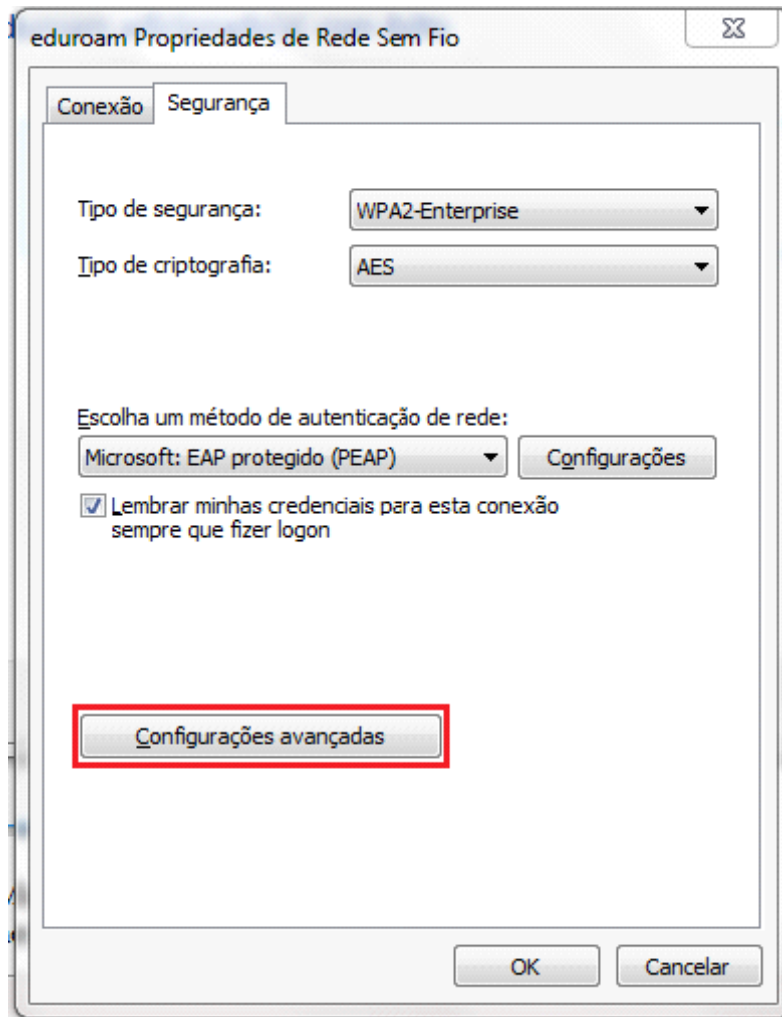 eduroam Propriedades de Rede Sem Fio
Conexão
Segurança
Tipo de segurança:
WPA2-Enterprise
Tipo de criptografia:
AES
Escolha um método de autenticação de rede:
Microsoft: EAP protegido (PEAP)
Configurações
Lembrar minhas credenciais para esta conexão
sempre que fizer logon
Configurações avançadas
OK
Cancelar